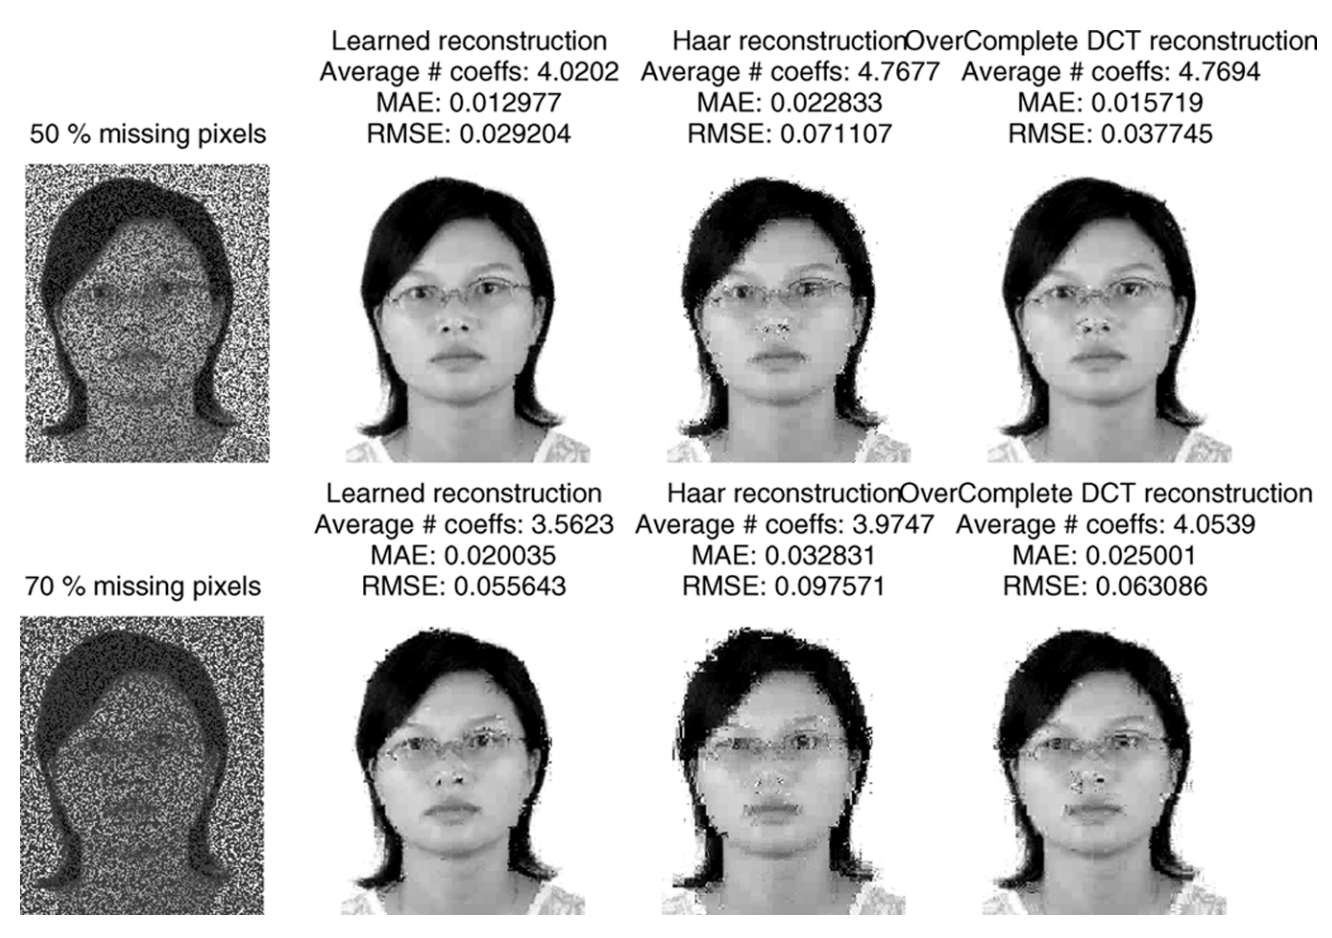 Learned reconstruction
Average # coeffs: 4.0202
MAE: 0.012977
RMSE: 0.029204
Haar reconstruction
Average # coeffs: 4.7677
MAE: 0.022833
RMSE: 0.071107
OverComplete DCT reconstruction
Average # coeffs: 4.7694
MAE: 0.015719
RMSE: 0.037745
50 % missing pixels
Learned reconstruction
Average # coeffs: 3.5623
MAE: 0.020035
RMSE: 0.055643
Haar reconstruction
Average # coeffs: 3.9747
MAE: 0.032831
RMSE: 0.097571
OverComplete DCT reconstruction
Average # coeffs: 4.0539
MAE: 0.025001
RMSE: 0.063086
70 % missing pixels